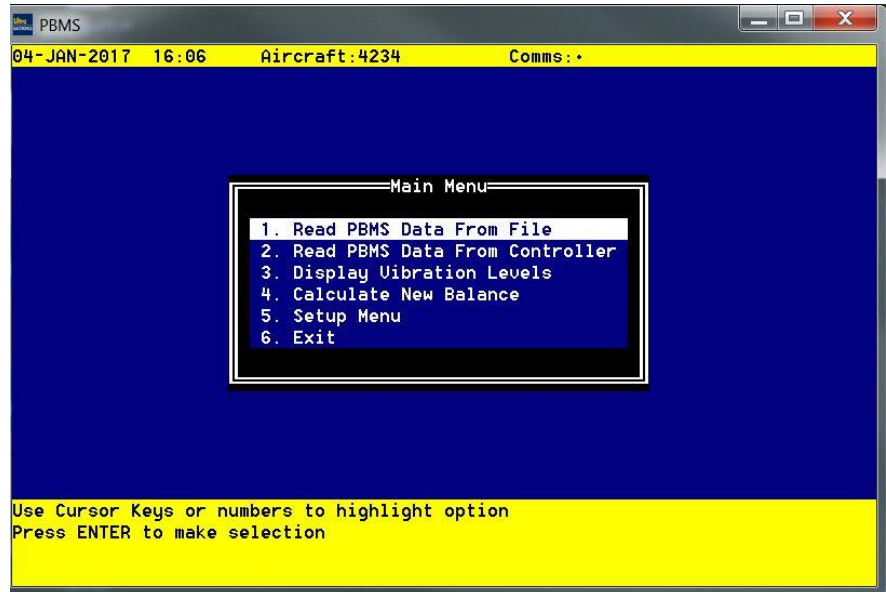 PBMS
04-JAN-2017 16:06 Aircraft:4234 Comms:·
Main Menu
1. Read PBMS Data From File
2. Read PBMS Data From Controller
3. Display Vibration Levels
4. Calculate New Balance
5. Setup Menu
6. Exit
Use Cursor Keys or numbers to highlight option
Press ENTER to make selection